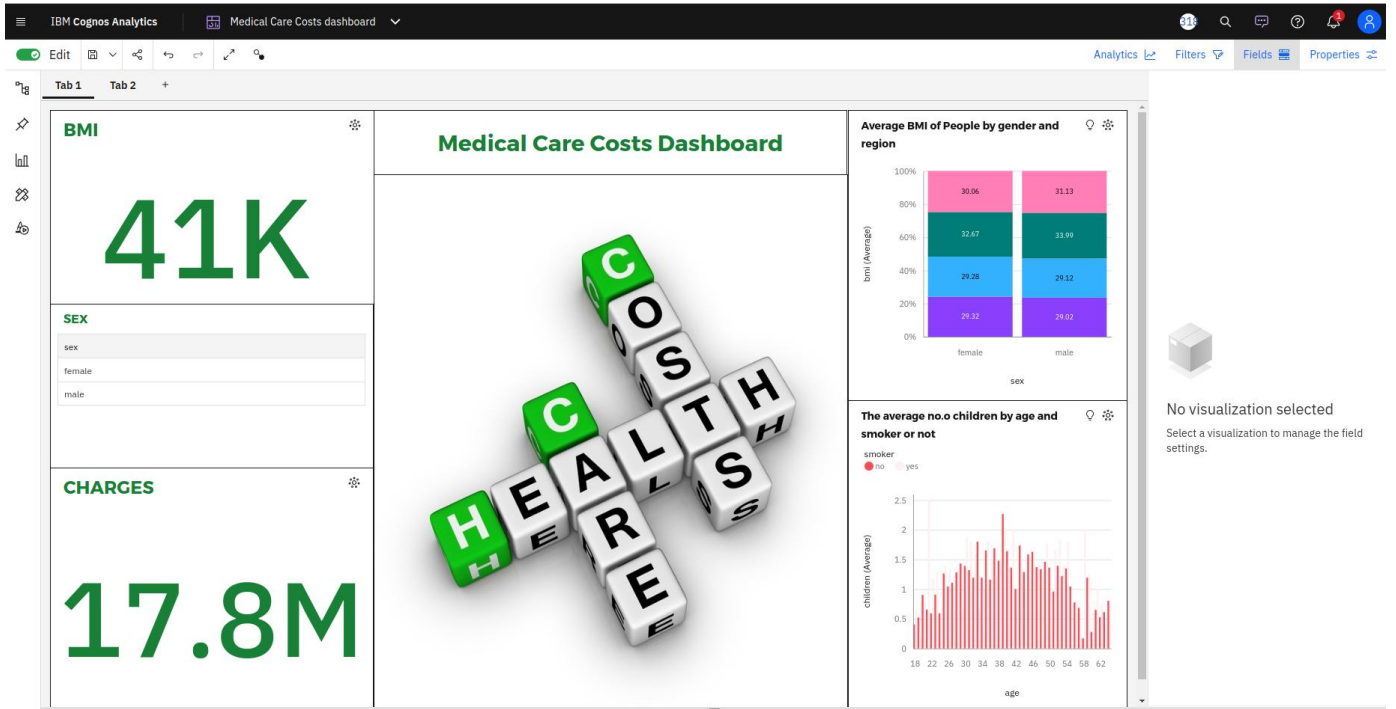 IBM Cognos Analytics
Medical Care Costs dashboard
318
1
Edit
Analytics
Filters
Fields
Properties
Tab 1
Tab 2
+
BMI
41K
SEX
sex
female
male
CHARGES
17.8M
Medical Care Costs Dashboard
COSTS
HEALTH
CARE
Average BMI of People by gender and
region
100%
80%
60%
40%
20%
0%
bmi (Average)
30.06
31.13
32.67
33.99
29.28
29.12
29.32
29.02
female
male
sex
The average no.o children by age and
smoker or not
smoker
no
yes
2.5
2
1.5
1
0.5
0
children (Average)
18 22 26 30 34 38 42 46 50 54 58 62
age
No visualization selected
Select a visualization to manage the field
settings.